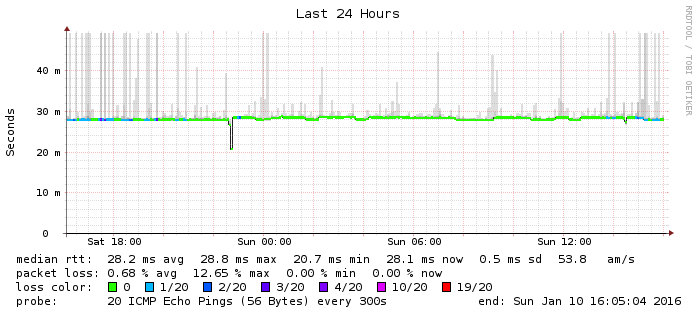 Last 24 Hours
RRDTOOL / TOBI OETIKER
Seconds
40 m
30 m
20 m
10 m
0
Sat 18:00 Sun 00:00 Sun 06:00 Sun 12:00
median rtt: 28.2 ms avg 28.8 ms max 20.7 ms min 28.1 ms now 0.5 ms sd 53.8 am/s
packet loss: 0.68 % avg 12.65 % max 0.00 % min 0.00 % now
loss color: 0 1/20 2/20 3/20 4/20 10/20 19/20
probe: 20 ICMP Echo Pings (56 Bytes) every 300s end: Sun Jan 10 16:05:04 2016